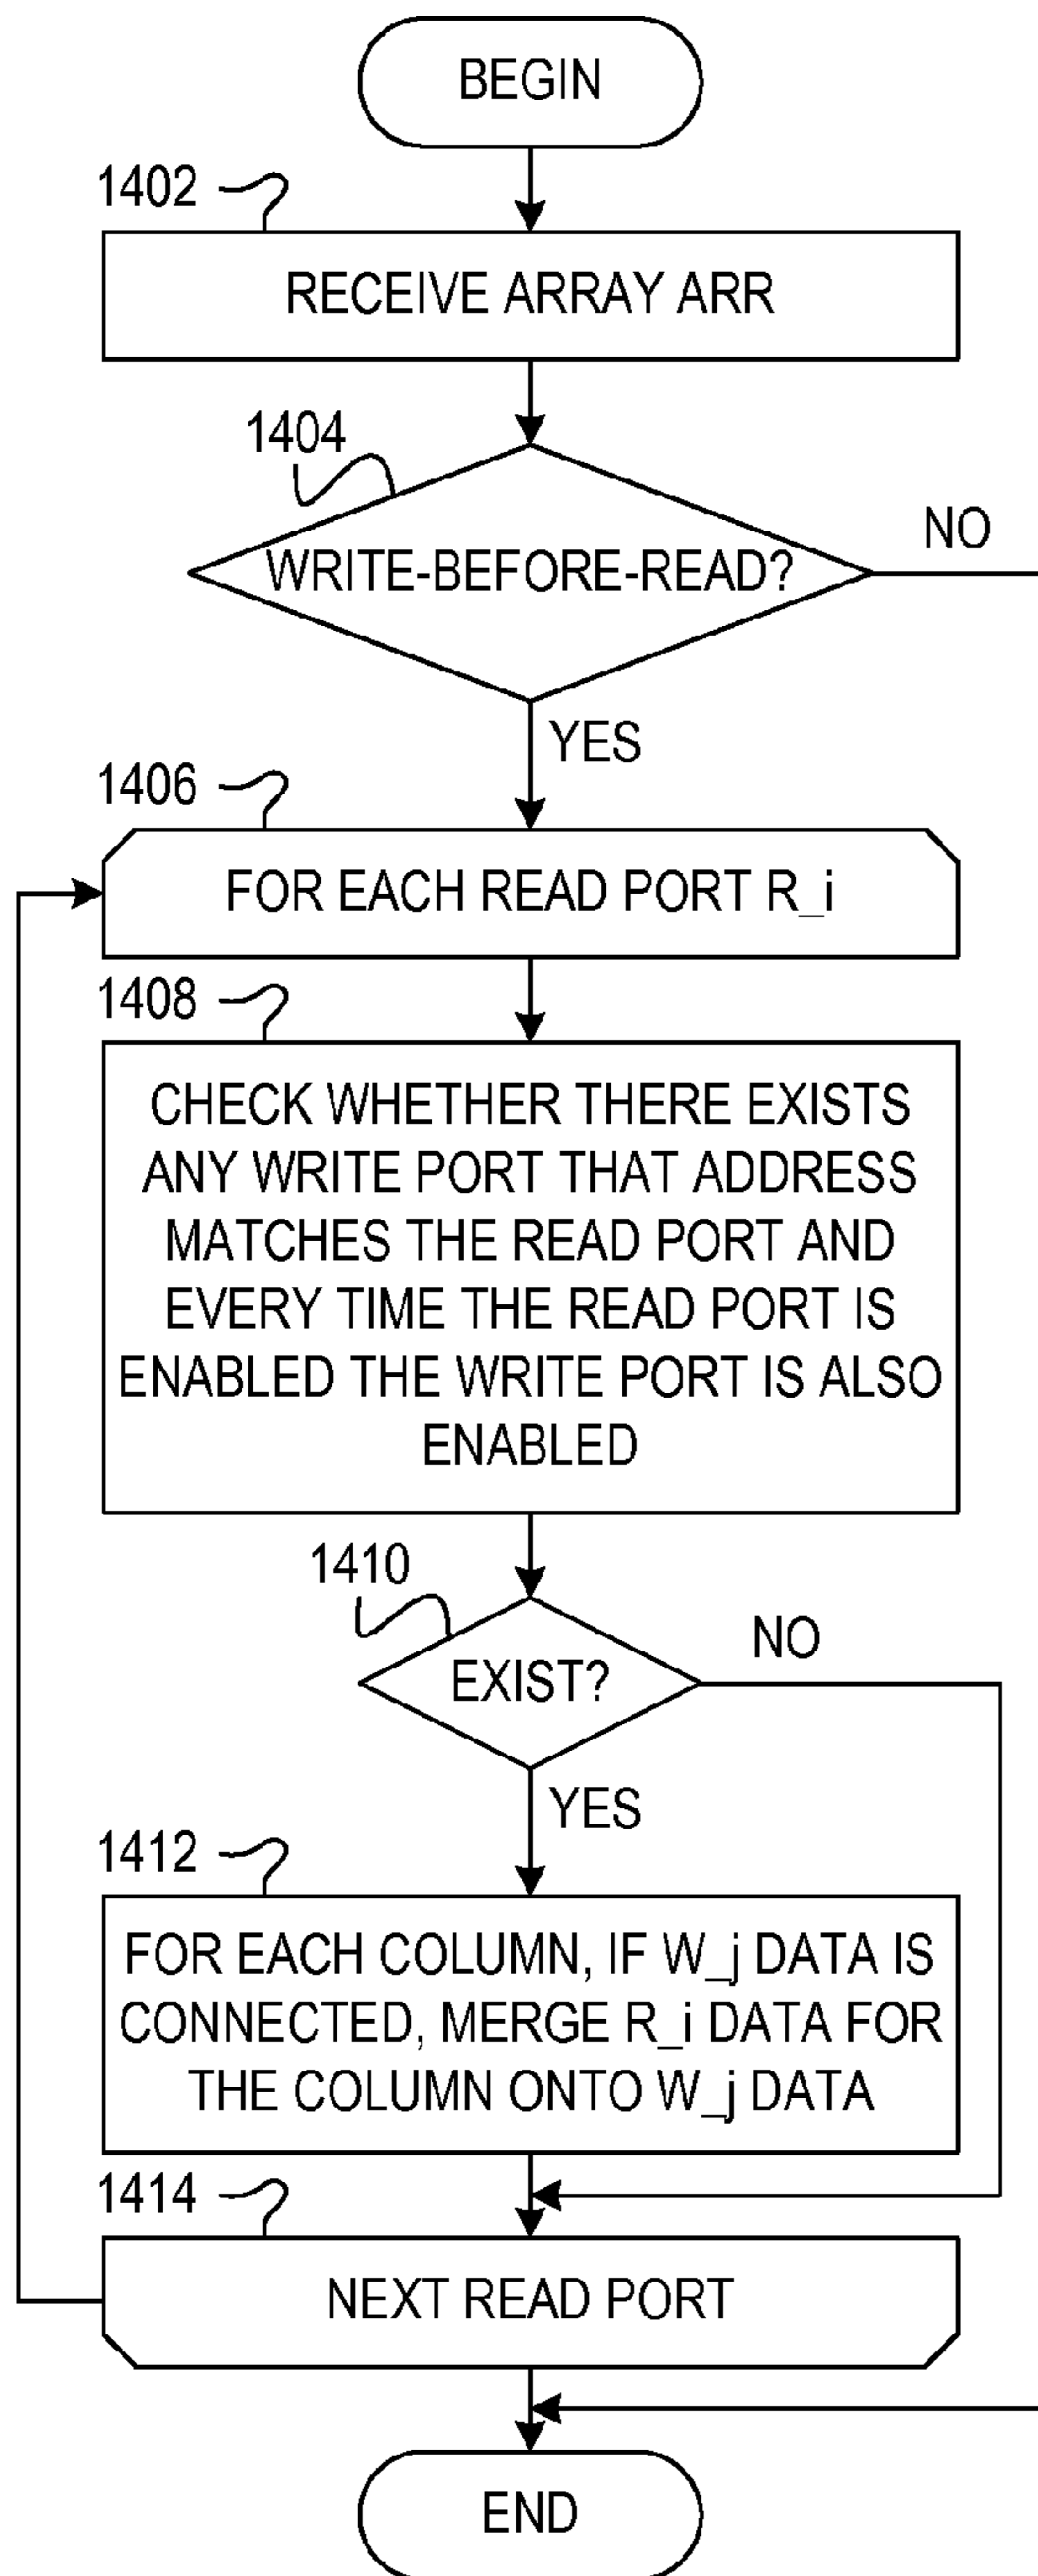 BEGIN
1402
RECEIVE ARRAY ARR
1404
WRITE-BEFORE-READ?
NO
YES
1406
FOR EACH READ PORT R_i
1408
CHECK WHETHER THERE EXISTS
ANY WRITE PORT THAT ADDRESS
MATCHES THE READ PORT AND
EVERY TIME THE READ PORT IS
ENABLED THE WRITE PORT IS ALSO
ENABLED
1410
EXIST?
NO
YES
1412
FOR EACH COLUMN, IF W_j DATA IS
CONNECTED, MERGE R_i DATA FOR
THE COLUMN ONTO W_j DATA
1414
NEXT READ PORT
END